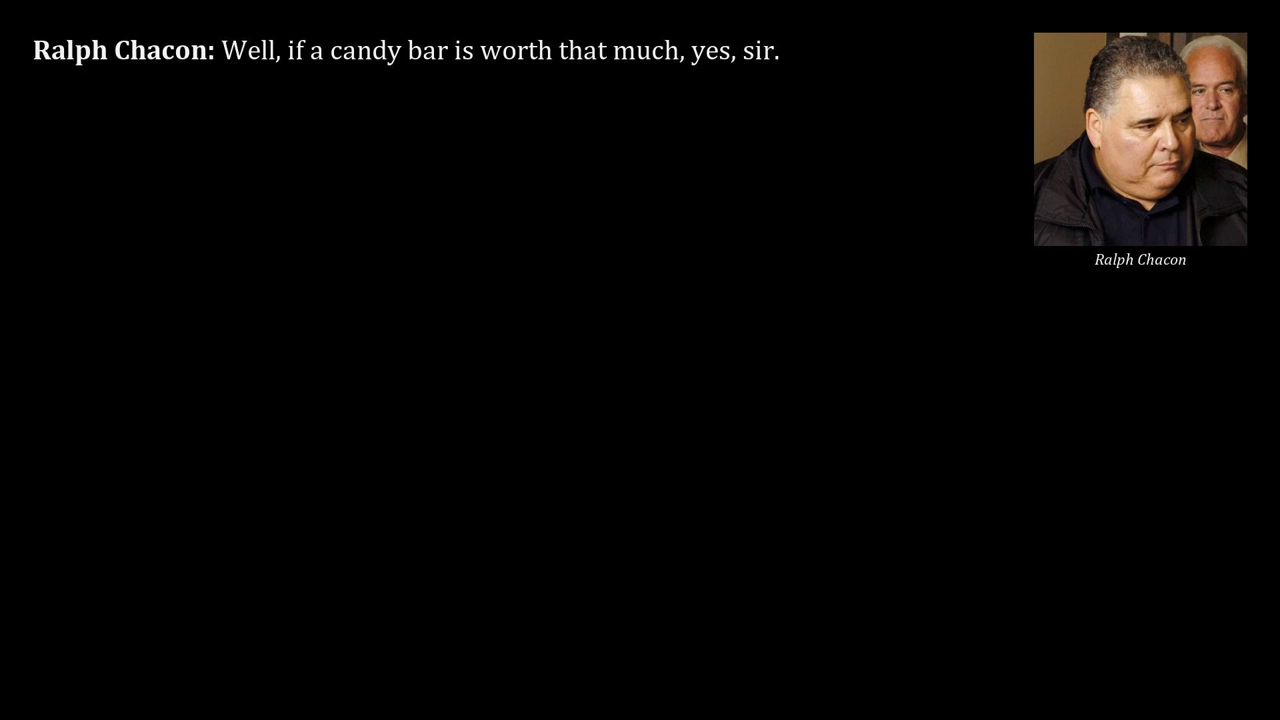 Ralph Chacon: Well, if a candy bar is worth that much, yes, sir.
Ralph Chacon